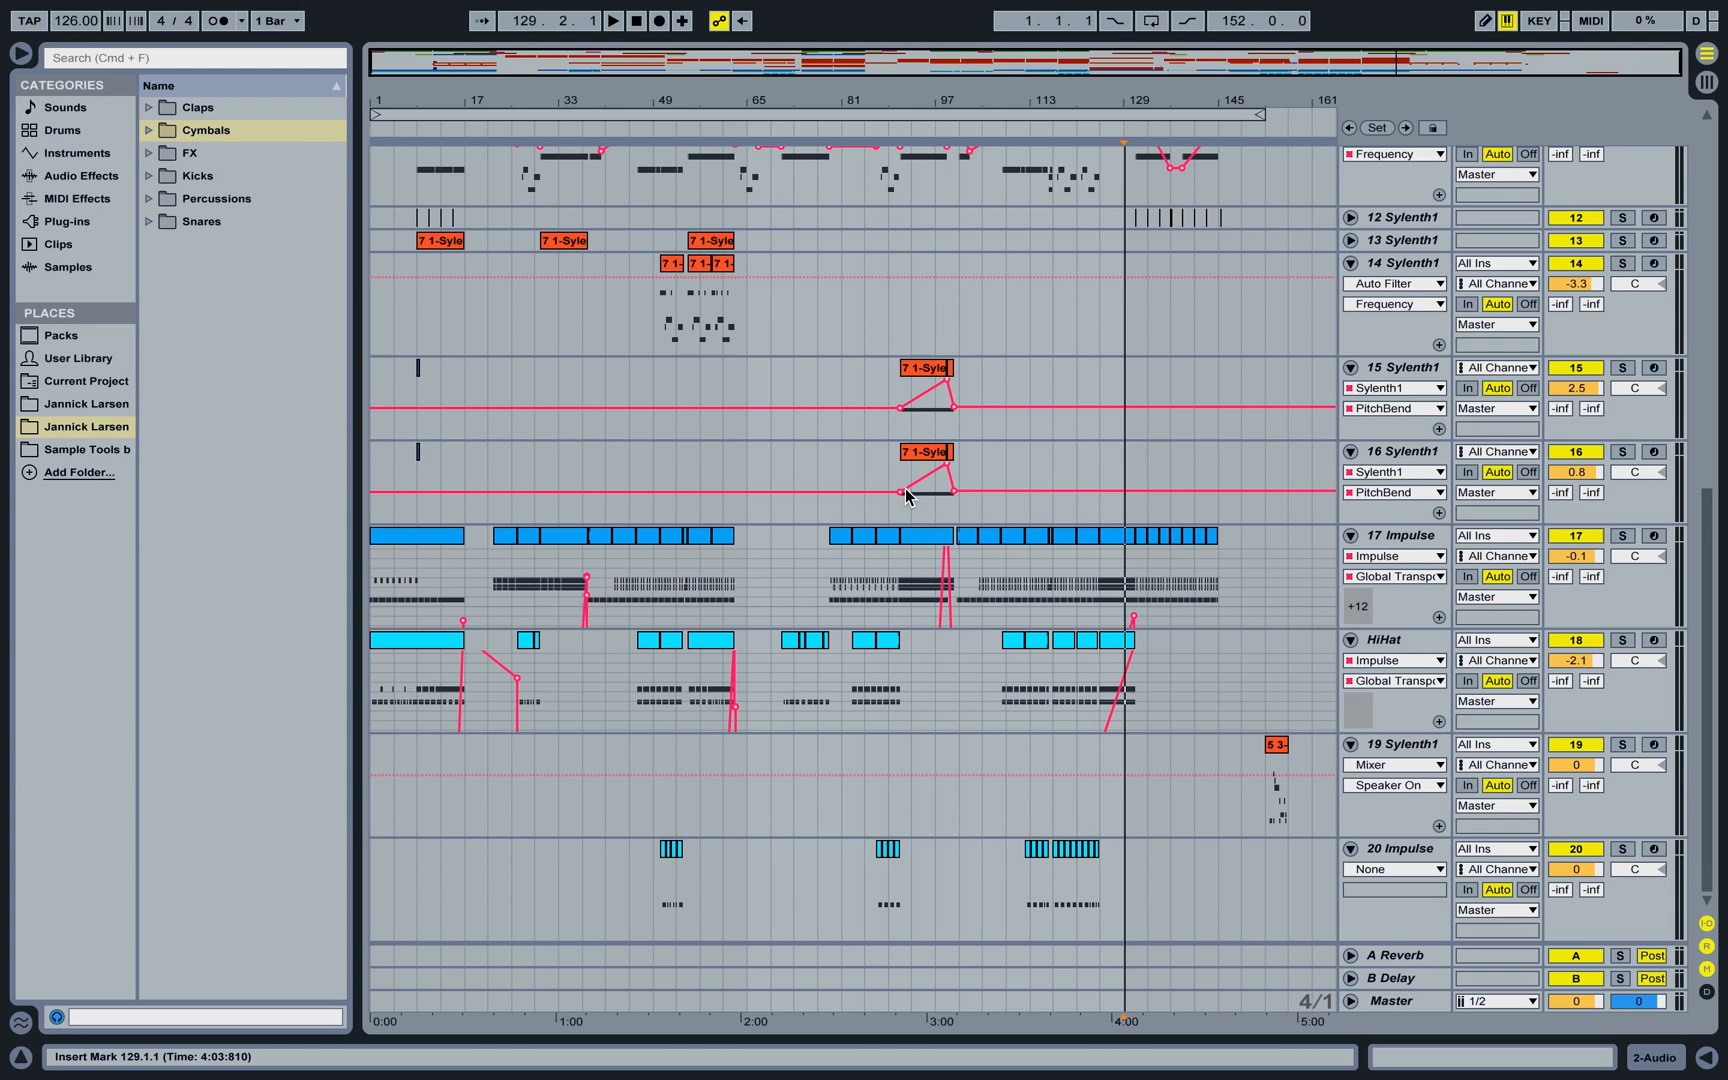 TAP 126.00 4 / 4 1 Bar 129 . 2 . 1 1 . 1 . 1 152 . 0 . 0 KEY MIDI 0 % D
Search (Cmd + F)
CATEGORIES
Sounds
Drums
Instruments
Audio Effects
MIDI Effects
Plug-ins
Clips
Samples
PLACES
Packs
User Library
Current Project
Jannick Larsen
Jannick Larsen
Sample Tools b
Add Folder...
Name
Claps
Cymbals
FX
Kicks
Percussions
Snares
1 17 33 49 65 81 97 113 129 145 161
Set
Frequency In Auto Off -inf -inf
Master
12 Sylenth1 12 S
7 1-Syle 7 1-Syle 7 1-Syle 13 Sylenth1 13 S
7 1- 7 1- 7 1- 14 Sylenth1 All Ins 14 S
Auto Filter All Channe -3.3 C
Frequency In Auto Off -inf -inf
Master
7 1-Syle 15 Sylenth1 All Channe 15 S
Sylenth1 In Auto Off 2.5 C
PitchBend Master -inf -inf
7 1-Syle 16 Sylenth1 All Channe 16 S
Sylenth1 In Auto Off 0.8 C
PitchBend Master -inf -inf
17 Impulse All Ins 17 S
Impulse All Channe -0.1 C
Global Transp In Auto Off -inf -inf
Master
+12
HiHat All Ins 18 S
Impulse All Channe -2.1 C
Global Transp In Auto Off -inf -inf
Master
5 3- 19 Sylenth1 All Ins 19 S
Mixer All Channe 0 C
Speaker On In Auto Off -inf -inf
Master
20 Impulse All Ins 20 S
None All Channe 0 C
In Auto Off -inf -inf
Master
A Reverb A S Post
B Delay B S Post
4/1 Master 1/2 0 0
0:00 1:00 2:00 3:00 4:00 5:00
I·O
R
M
D
Insert Mark 129.1.1 (Time: 4:03:810) 2-Audio